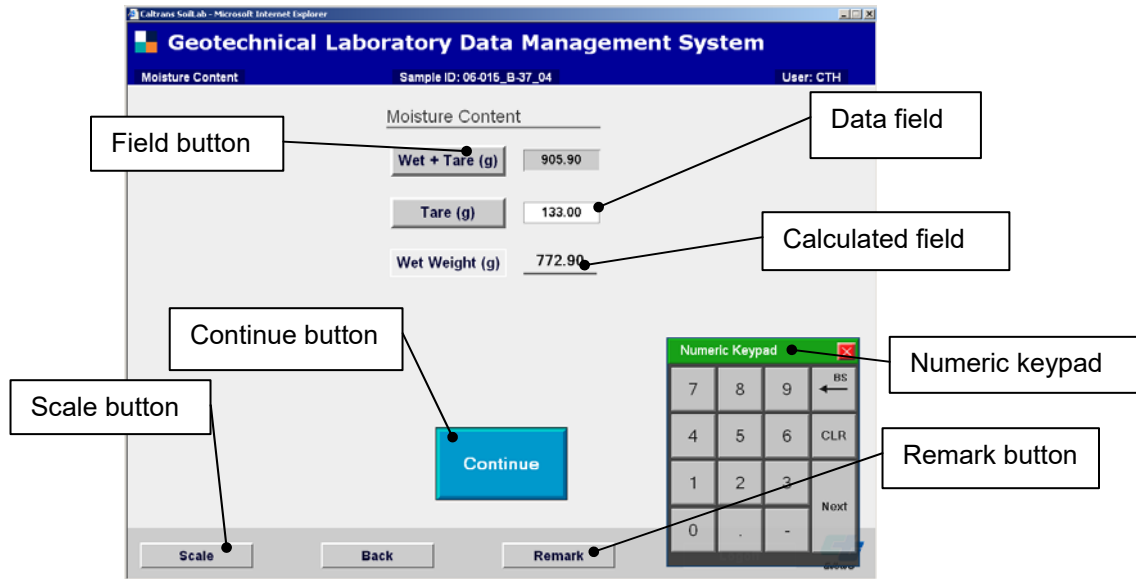 Caltrans SoilLab - Microsoft Internet Explorer
Geotechnical Laboratory Data Management System
Moisture Content Sample ID: 06-015_B-37_04 User: CTH
Moisture Content
Data field
Field button
Wet + Tare (g) 905.90
Tare (g) 133.00
Calculated field
Wet Weight (g) 772.90
Continue button
Numeric Keypad
Numeric keypad
7 8 9 BS
Scale button
4 5 6 CLR
Continue
Remark button
1 2 3
Next
0 . -
Scale Back Remark